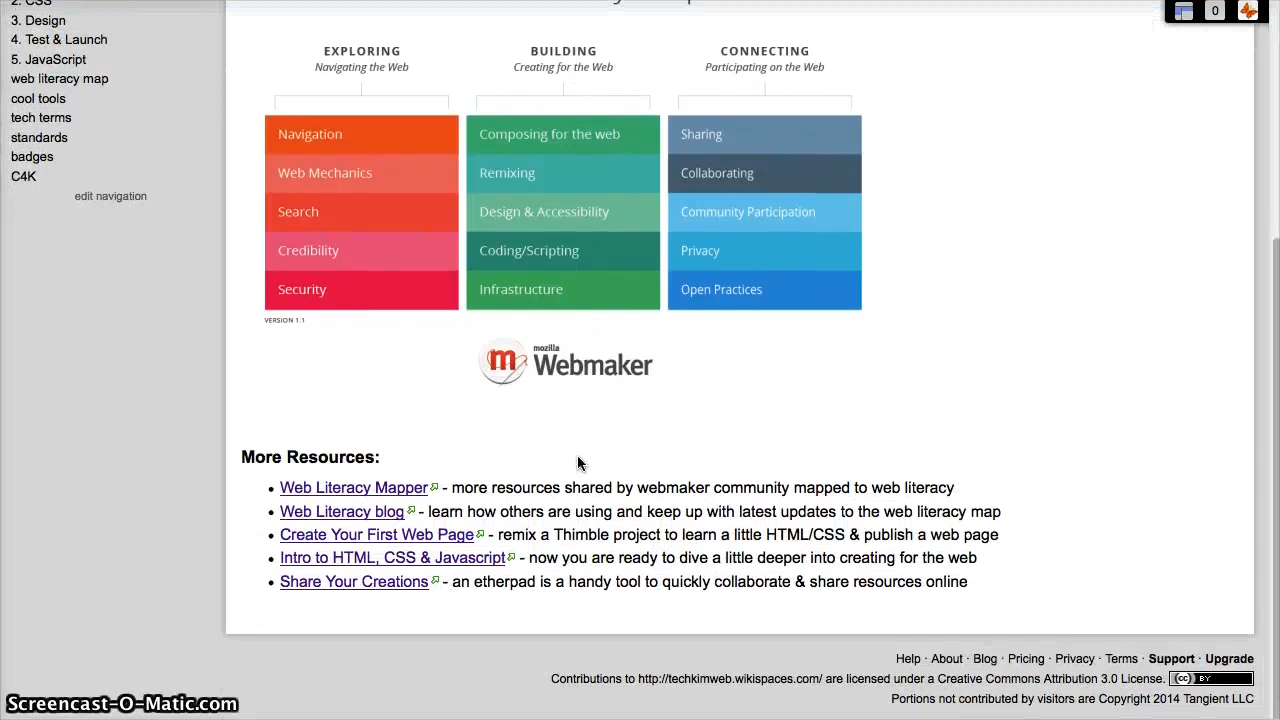 2. CSS
3. Design
4. Test & Launch
5. JavaScript
web literacy map
cool tools
tech terms
standards
badges
C4K
edit navigation
0
EXPLORING
Navigating the Web
Navigation
Web Mechanics
Search
Credibility
Security
VERSION 1.1
BUILDING
Creating for the Web
Composing for the web
Remixing
Design & Accessibility
Coding/Scripting
Infrastructure
CONNECTING
Participating on the Web
Sharing
Collaborating
Community Participation
Privacy
Open Practices
m
mozilla
Webmaker
More Resources:
• Web Literacy Mapper - more resources shared by webmaker community mapped to web literacy
• Web Literacy blog - learn how others are using and keep up with latest updates to the web literacy map
• Create Your First Web Page - remix a Thimble project to learn a little HTML/CSS & publish a web page
• Intro to HTML, CSS & Javascript - now you are ready to dive a little deeper into creating for the web
• Share Your Creations - an etherpad is a handy tool to quickly collaborate & share resources online
Help · About · Blog · Pricing · Privacy · Terms · Support · Upgrade
Contributions to http://techkimweb.wikispaces.com/ are licensed under a Creative Commons Attribution 3.0 License. cc BY
Portions not contributed by visitors are Copyright 2014 Tangient LLC
Screencast-O-Matic.com